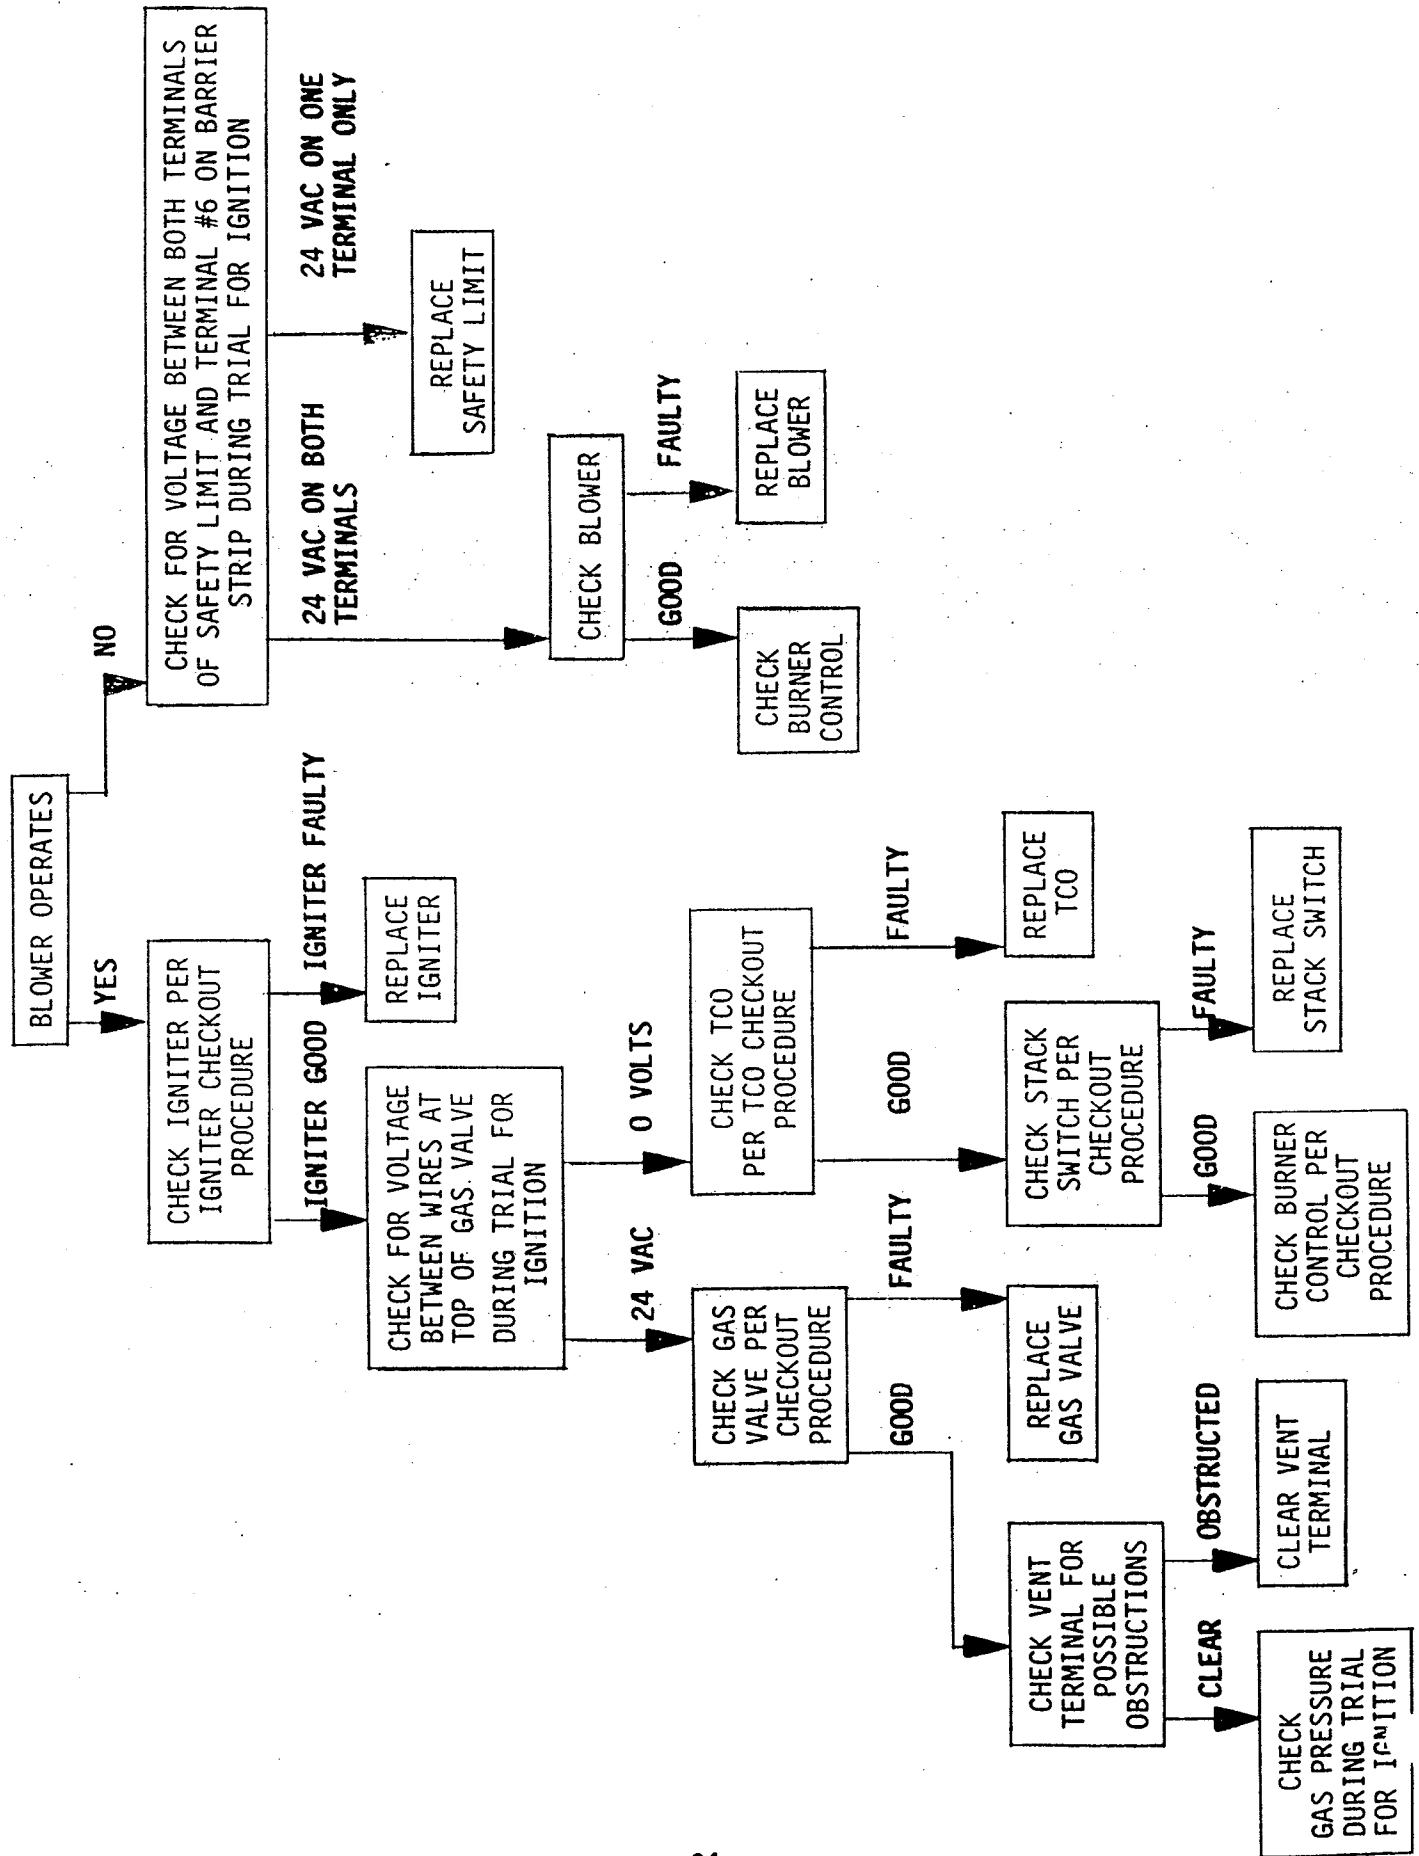 BLOWER OPERATES
YES
NO
CHECK IGNITER PER
IGNITER CHECKOUT
PROCEDURE
CHECK FOR VOLTAGE BETWEEN BOTH TERMINALS
OF SAFETY LIMIT AND TERMINAL #6 ON BARRIER
STRIP DURING TRIAL FOR IGNITION
IGNITER GOOD
IGNITER FAULTY
24 VAC ON BOTH
TERMINALS
24 VAC ON ONE
TERMINAL ONLY
CHECK FOR VOLTAGE
BETWEEN WIRES AT
TOP OF GAS VALVE
DURING TRIAL FOR
IGNITION
REPLACE
IGNITER
REPLACE
SAFETY LIMIT
CHECK BLOWER
24 VAC
0 VOLTS
GOOD
FAULTY
CHECK GAS
VALVE PER
CHECKOUT
PROCEDURE
CHECK TCO
PER TCO CHECKOUT
PROCEDURE
CHECK
BURNER
CONTROL
REPLACE
BLOWER
GOOD
FAULTY
GOOD
FAULTY
CHECK VENT
TERMINAL FOR
POSSIBLE
OBSTRUCTIONS
REPLACE
GAS VALVE
CHECK STACK
SWITCH PER
CHECKOUT
PROCEDURE
REPLACE
TCO
CLEAR
OBSTRUCTED
GOOD
FAULTY
CHECK
GAS PRESSURE
DURING TRIAL
FOR IGNITION
CLEAR VENT
TERMINAL
CHECK BURNER
CONTROL PER
CHECKOUT
PROCEDURE
REPLACE
STACK SWITCH